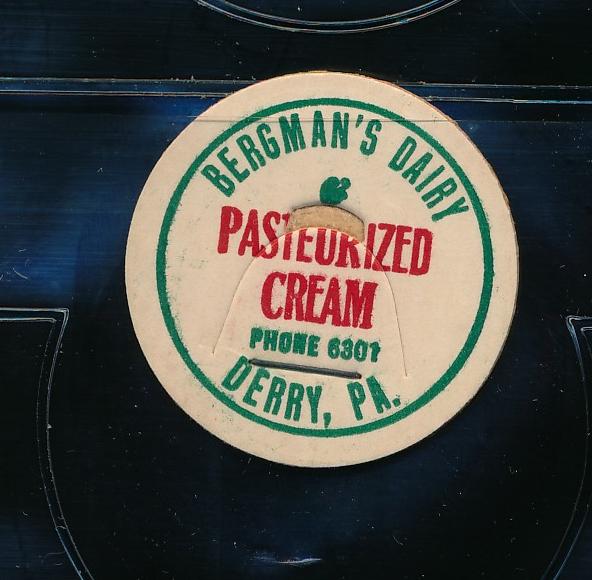 BERGMAN'S DAIRY
PASTEURIZED
CREAM
PHONE 6301
DERRY, PA.